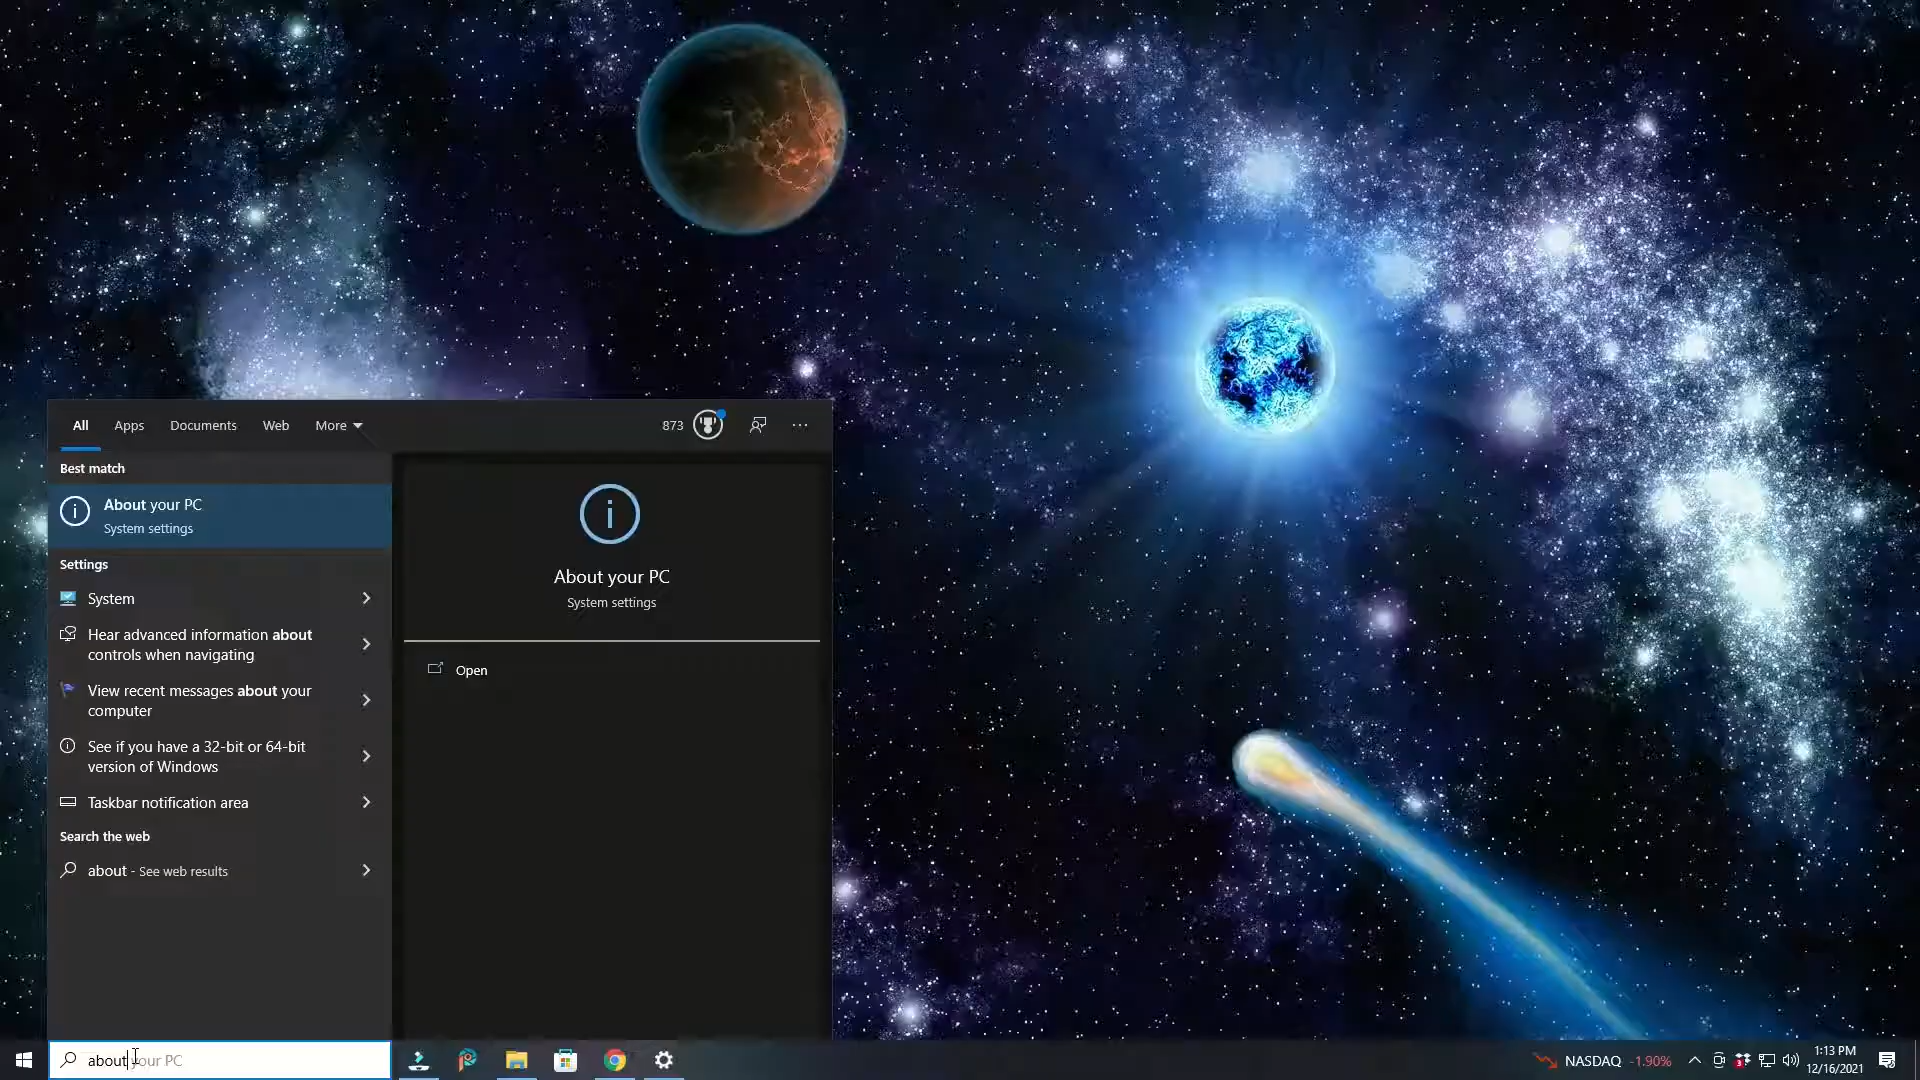 All Apps Documents Web More 873 ...
Best match
About your PC
System settings
Settings
System
Hear advanced information about
controls when navigating
View recent messages about your
computer
See if you have a 32-bit or 64-bit
version of Windows
Taskbar notification area
Search the web
about - See web results
About your PC
System settings
Open
about your PC
NASDAQ -1.90%
1:13 PM
12/16/2021